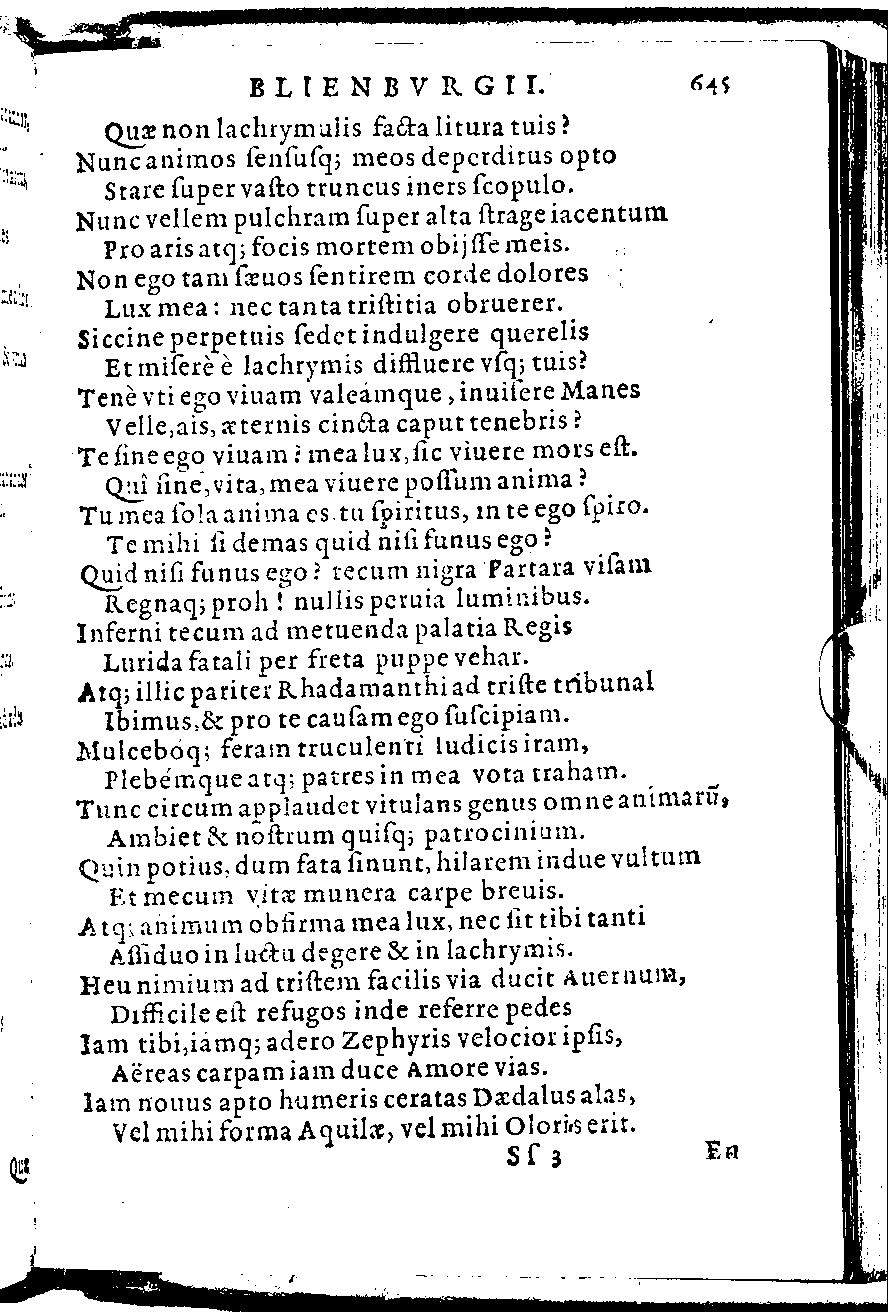 BLIENBVRGII. 645
Quæ non lachrymulis facta litura tuis?
Nunc animos ſenſuſq; meos deperditus opto
Stare ſuper vaſto truncus iners ſcopulo.
Nunc vellem pulchram ſuper alta ſtrage iacentum
Pro aris atq; focis mortem obijſſe meis.
Non ego tam ſæuos ſentirem corde dolores
Lux mea: nec tanta triſtitia obruerer.
Siccine perpetuis ſedet indulgere querelis
Et miſerè è lachrymis diffluere vſq; tuis?
Tenè vti ego viuam valeámque, inuiſere Manes
Velle, ais, æternis cincta caput tenebris?
Te ſine ego viuam? mea lux, ſic viuere mors eſt.
Quî ſine, vita, mea viuere poſſum anima?
Tu mea ſola anima es. tu ſpiritus, in te ego ſpiro.
Te mihi ſi demas quid niſi funus ego?
Quid niſi funus ego? tecum nigra Partara viſam
Regnaq; proh! nullis peruia luminibus.
Inferni tecum ad metuenda palatia Regis
Lurida fatali per freta puppe vehar.
Atq; illic pariter Rhadamanthi ad triſte tribunal
Ibimus, & pro te cauſam ego ſuſcipiam.
Mulcebóq; feram truculenti Iudicis iram,
Plebémque atq; patres in mea vota traham.
Tunc circum applaudet vitulans genus omne animarũ,
Ambiet & noſtrum quiſq; patrocinium.
Quin potius, dum fata ſinunt, hilarem indue vultum
Et mecum vitæ munera carpe breuis.
Atq; animum obfirma mea lux, nec ſit tibi tanti
Aſſiduo in luctu degere & in lachrymis.
Heu nimium ad triſtem facilis via ducit Auernum,
Difficile eſt refugos inde referre pedes
Iam tibi, iámq; adero Zephyris velocior ipſis,
Aëreas carpam iam duce Amore vias.
Iam nouus apto humeris ceratas Dædalus alas,
Vel mihi forma Aquilæ, vel mihi Oloris erit.
Sſ 3 En
Quæ